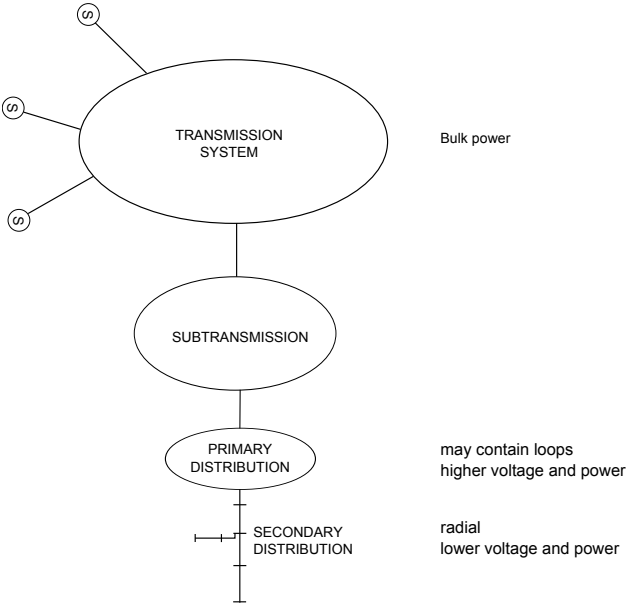 S
S
S
TRANSMISSION
SYSTEM
Bulk power
SUBTRANSMISSION
PRIMARY
DISTRIBUTION
may contain loops
higher voltage and power
SECONDARY
DISTRIBUTION
radial
lower voltage and power